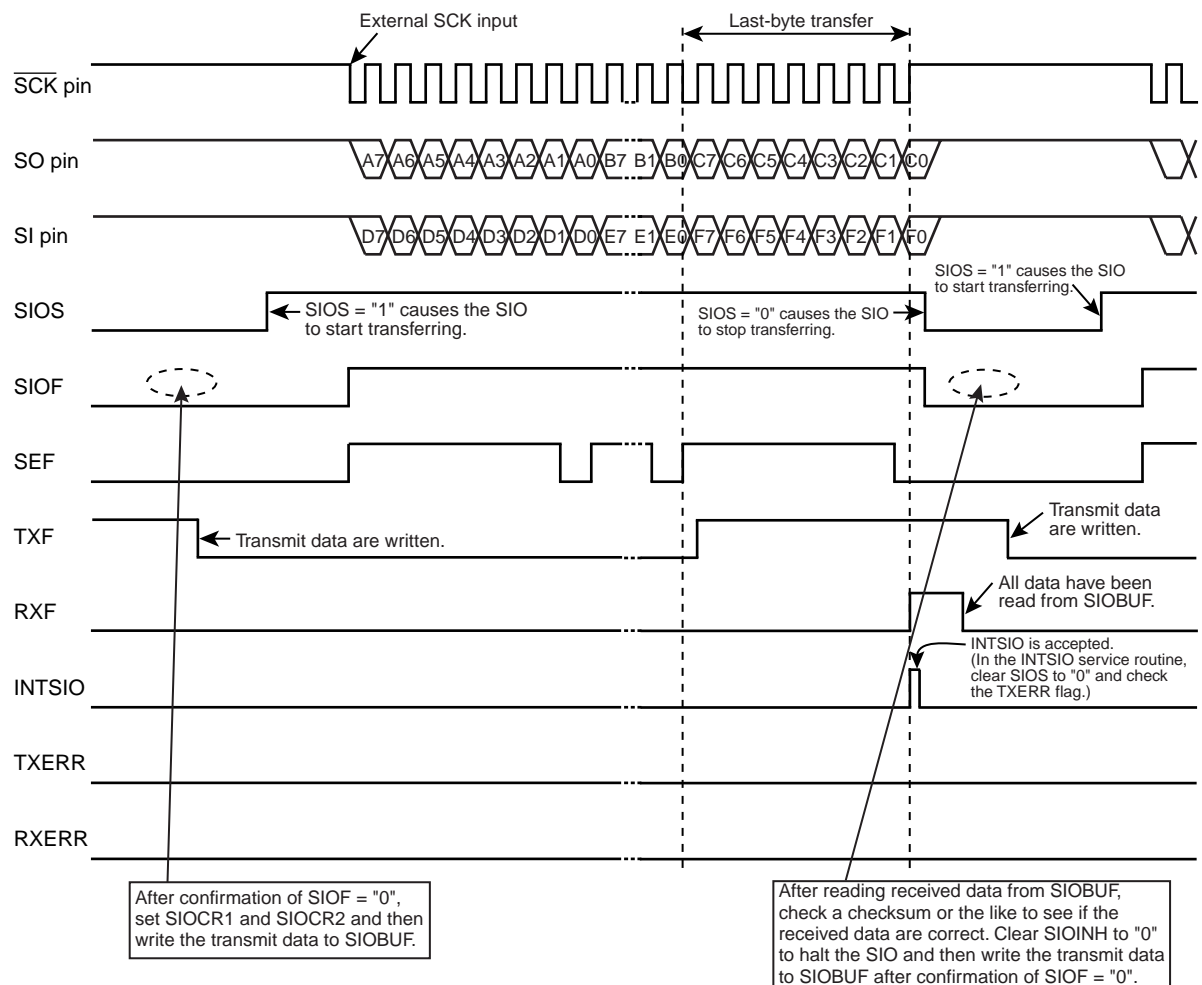 External SCK input
Last-byte transfer
SCK pin
SO pin
A7 A6 A5 A4 A3 A2 A1 A0 B7 B1 B0 C7 C6 C5 C4 C3 C2 C1 C0
SI pin
D7 D6 D5 D4 D3 D2 D1 D0 E7 E1 E0 F7 F6 F5 F4 F3 F2 F1 F0
SIOS = "1" causes the SIO
to start transferring.
SIOS
SIOS = "1" causes the SIO
to start transferring.
SIOS = "0" causes the SIO
to stop transferring.
SIOF
SEF
TXF
Transmit data are written.
Transmit data
are written.
RXF
All data have been
read from SIOBUF.
INTSIO is accepted.
(In the INTSIO service routine,
clear SIOS to "0" and check
the TXERR flag.)
INTSIO
TXERR
RXERR
After confirmation of SIOF = "0",
set SIOCR1 and SIOCR2 and then
write the transmit data to SIOBUF.
After reading received data from SIOBUF,
check a checksum or the like to see if the
received data are correct. Clear SIOINH to "0"
to halt the SIO and then write the transmit data
to SIOBUF after confirmation of SIOF = "0".